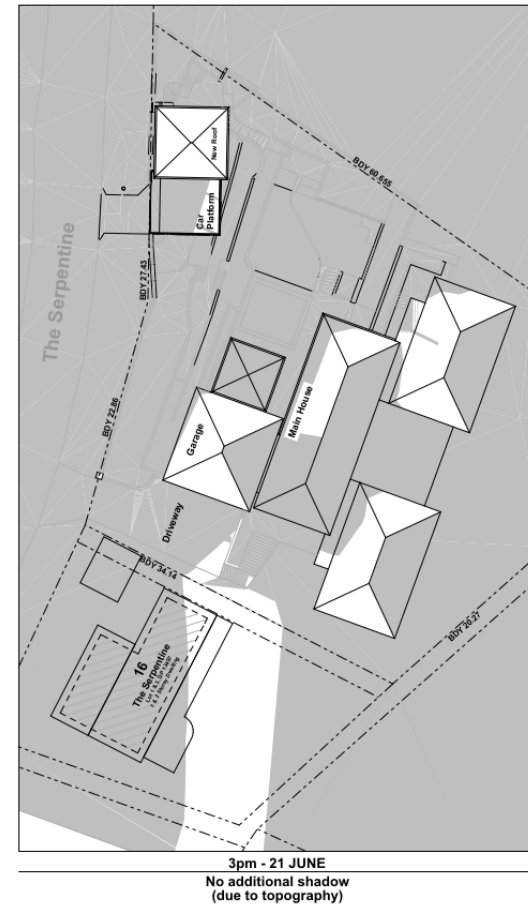 New Roof
Car
Platform
BDY 60.655
The Serpentine
BDY 27.43
BDY 22.86
Main House
Garage
Driveway
BDY 34.14
16
The Serpentine
BDY 26.27
3pm - 21 JUNE
No additional shadow
(due to topography)